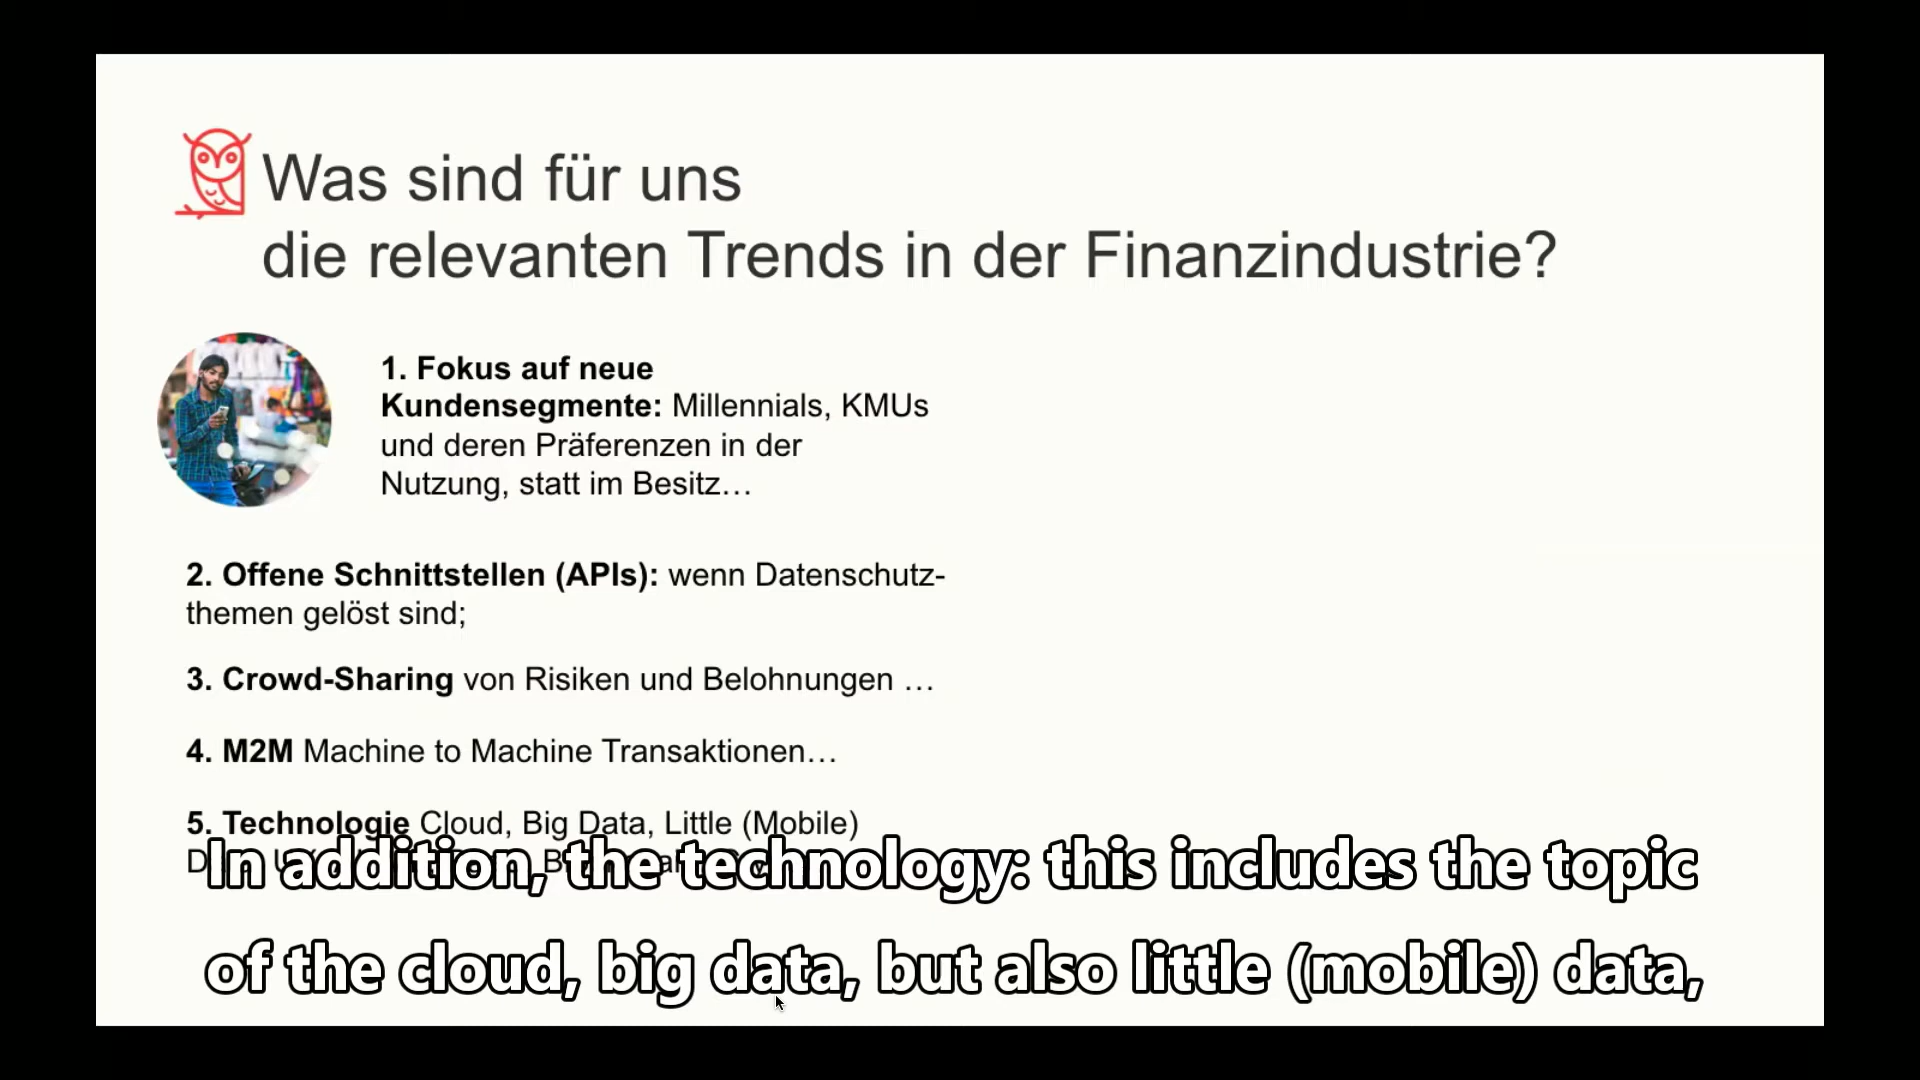 Was sind für uns
die relevanten Trends in der Finanzindustrie?
1. Fokus auf neue
Kundensegmente: Millennials, KMUs
und deren Präferenzen in der
Nutzung, statt im Besitz…
2. Offene Schnittstellen (APIs): wenn Datenschutz-
themen gelöst sind;
3. Crowd-Sharing von Risiken und Belohnungen …
4. M2M Machine to Machine Transaktionen…
5. Technologie Cloud, Big Data, Little (Mobile)
In addition, the technology: this includes the topic
of the cloud, big data, but also little (mobile) data,